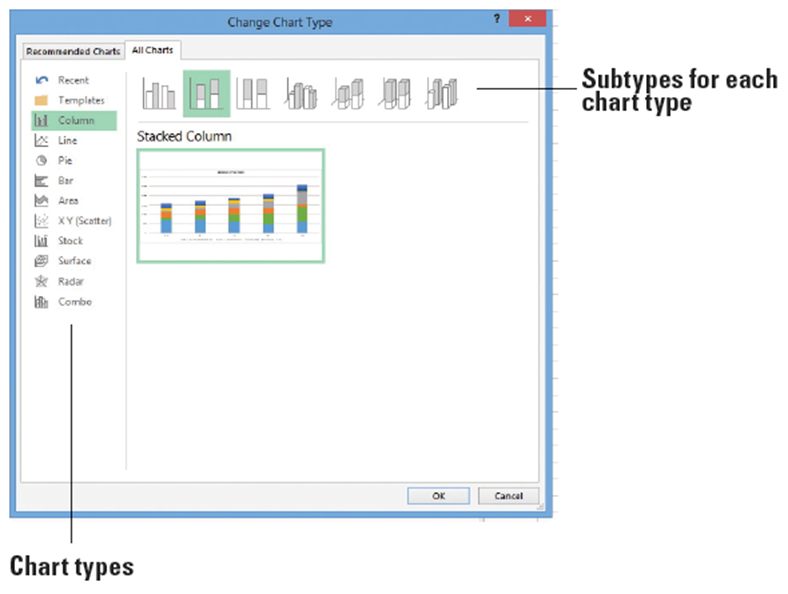 Change Chart Type
?
Recommended Charts
All Charts
Recent
Templates
Column
Line
Pie
Bar
Area
X Y (Scatter)
Stock
Surface
Radar
Combo
Stacked Column
OK
Cancel
Subtypes for each
chart type
Chart types